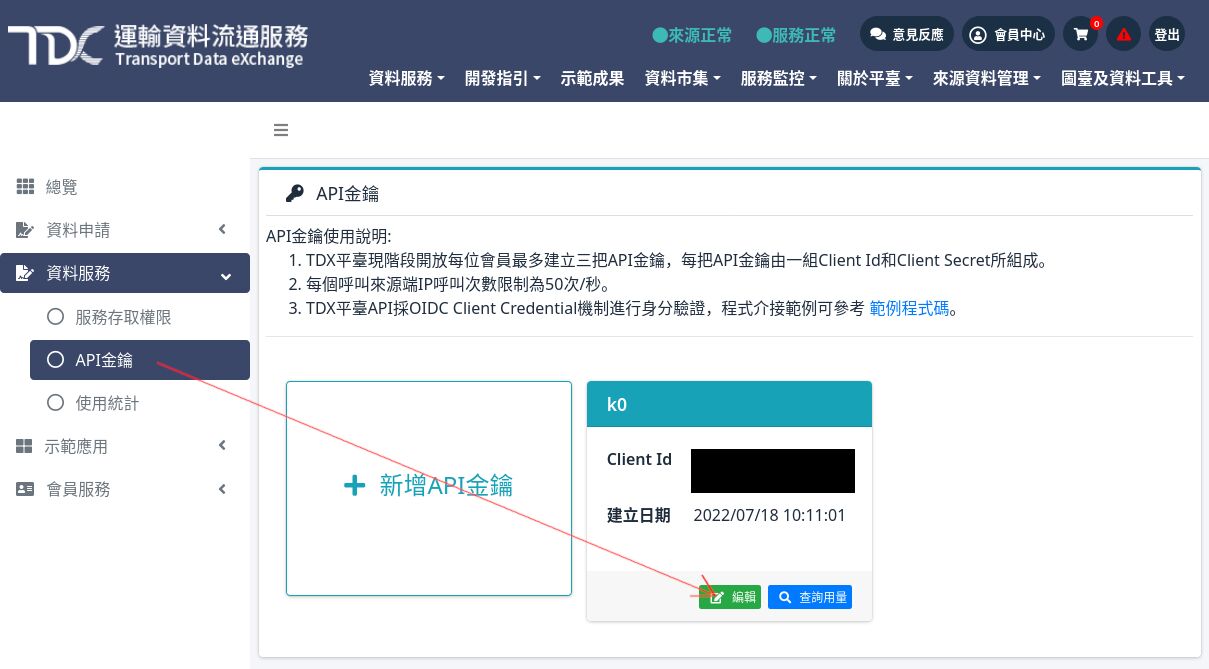 TDX 運輸資料流通服務
Transport Data eXchange
來源正常 服務正常 意見反應 會員中心 0 登出
資料服務 開發指引 示範成果 資料市集 服務監控 關於平臺 來源資料管理 圖臺及資料工具
總覽
資料申請
資料服務
服務存取權限
API金鑰
使用統計
示範應用
會員服務
API金鑰
API金鑰使用說明:
1. TDX平臺現階段開放每位會員最多建立三把API金鑰，每把API金鑰由一組Client Id和Client Secret所組成。
2. 每個呼叫來源端IP呼叫次數限制為50次/秒。
3. TDX平臺API採OIDC Client Credential機制進行身分驗證，程式介接範例可參考 範例程式碼。
新增API金鑰
k0
Client Id
建立日期 2022/07/18 10:11:01
編輯 查詢用量